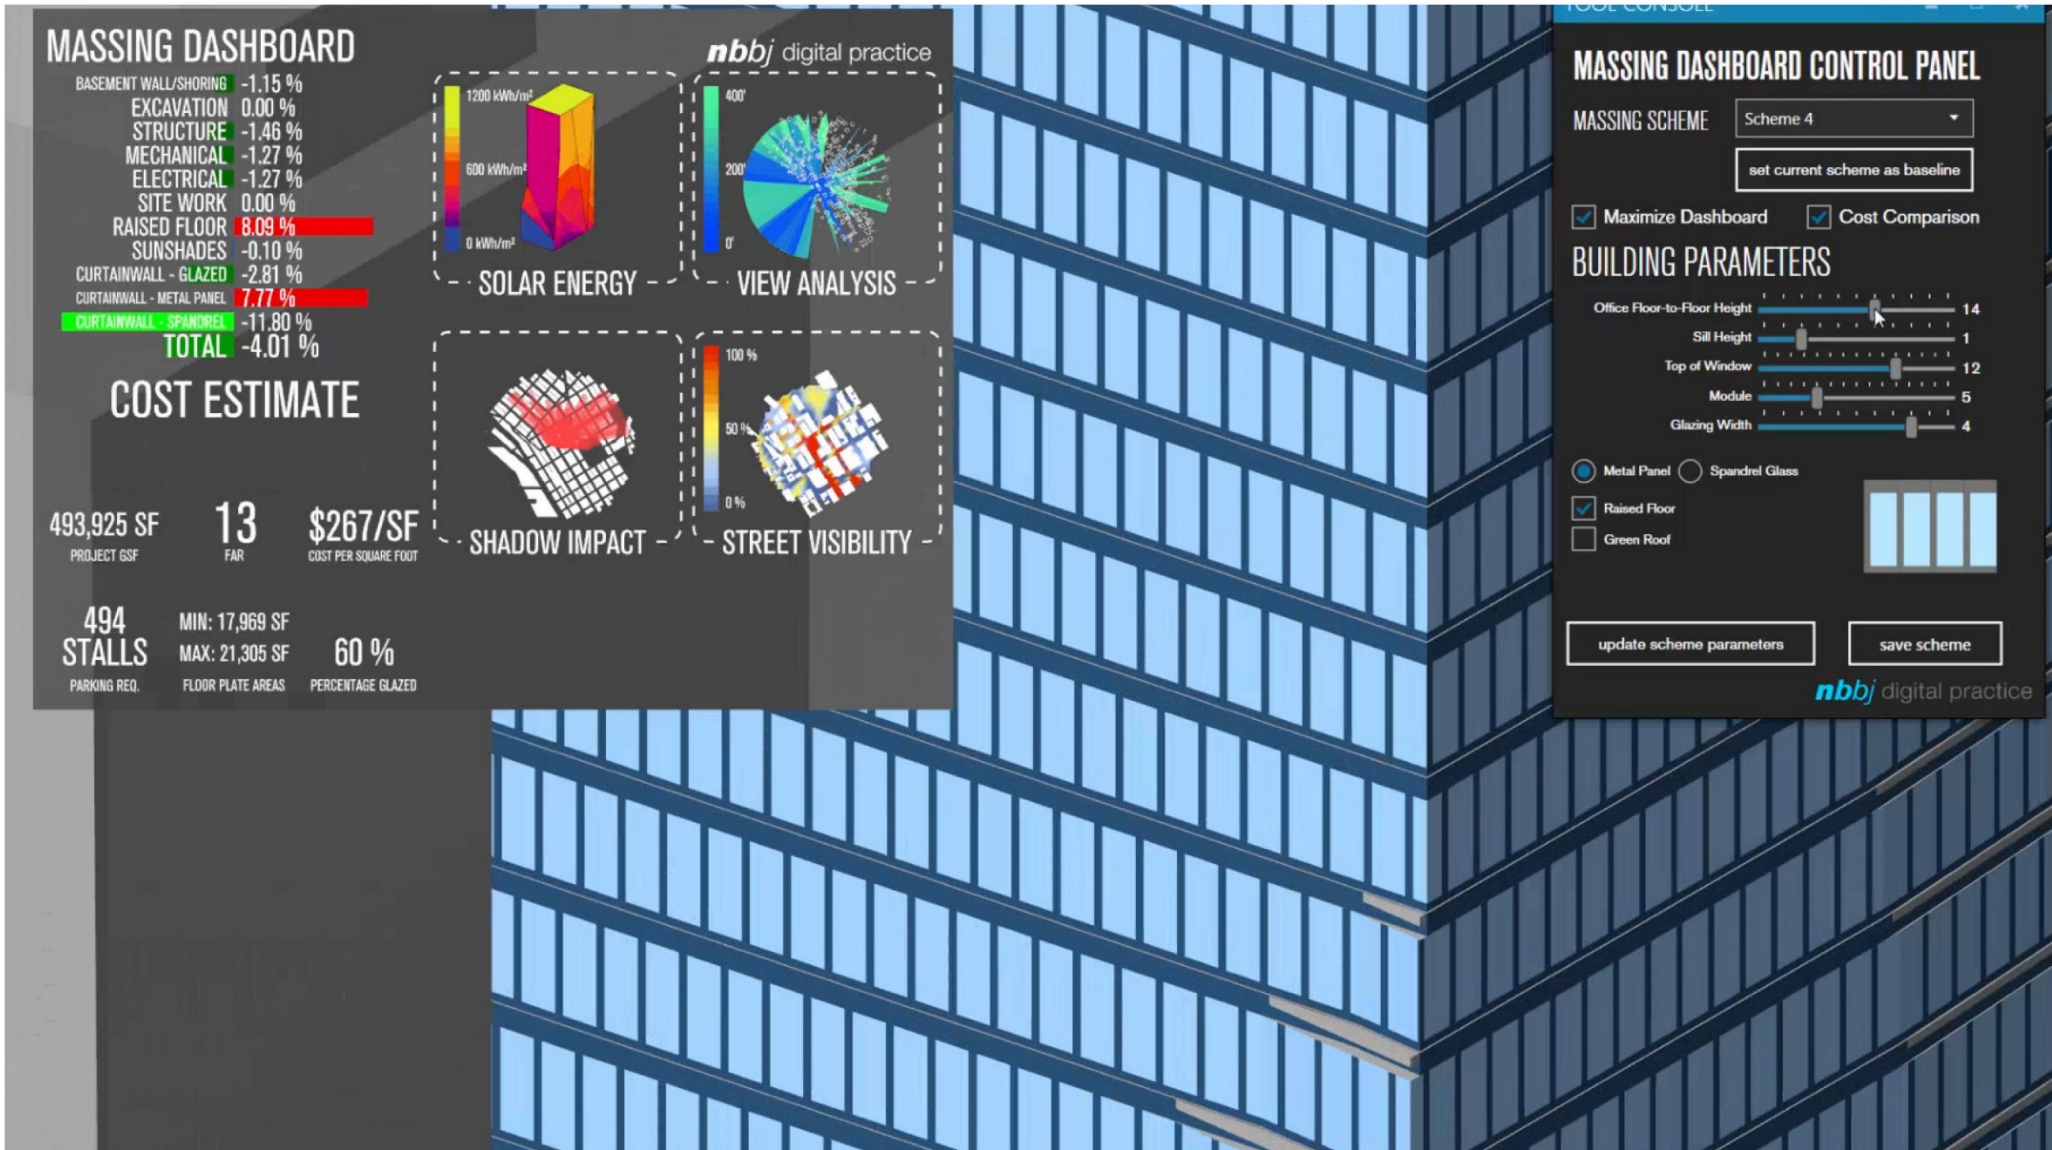 MASSING DASHBOARD
BASEMENT WALL/SHORING -1.15 %
EXCAVATION 0.00 %
STRUCTURE -1.46 %
MECHANICAL -1.27 %
ELECTRICAL -1.27 %
SITE WORK 0.00 %
RAISED FLOOR 8.09 %
SUNSHADES -0.10 %
CURTAINWALL - GLAZED -2.81 %
CURTAINWALL - METAL PANEL 7.77 %
CURTAINWALL - SPANDREL -11.80 %
TOTAL -4.01 %
COST ESTIMATE
493,925 SF
PROJECT GSF
13
FAR
$267/SF
COST PER SQUARE FOOT
494
STALLS
PARKING REQ.
MIN: 17,969 SF
MAX: 21,305 SF
FLOOR PLATE AREAS
60 %
PERCENTAGE GLAZED
nbbj digital practice
1200 kWh/m²
600 kWh/m²
0 kWh/m²
SOLAR ENERGY
400'
200'
0'
VIEW ANALYSIS
SHADOW IMPACT
100 %
50 %
0 %
STREET VISIBILITY
TOOL CONSOLE
MASSING DASHBOARD CONTROL PANEL
MASSING SCHEME Scheme 4
set current scheme as baseline
Maximize Dashboard Cost Comparison
BUILDING PARAMETERS
Office Floor-to-Floor Height 14
Sill Height 1
Top of Window 12
Module 5
Glazing Width 4
Metal Panel Spandrel Glass
Raised Floor
Green Roof
update scheme parameters save scheme
nbbj digital practice